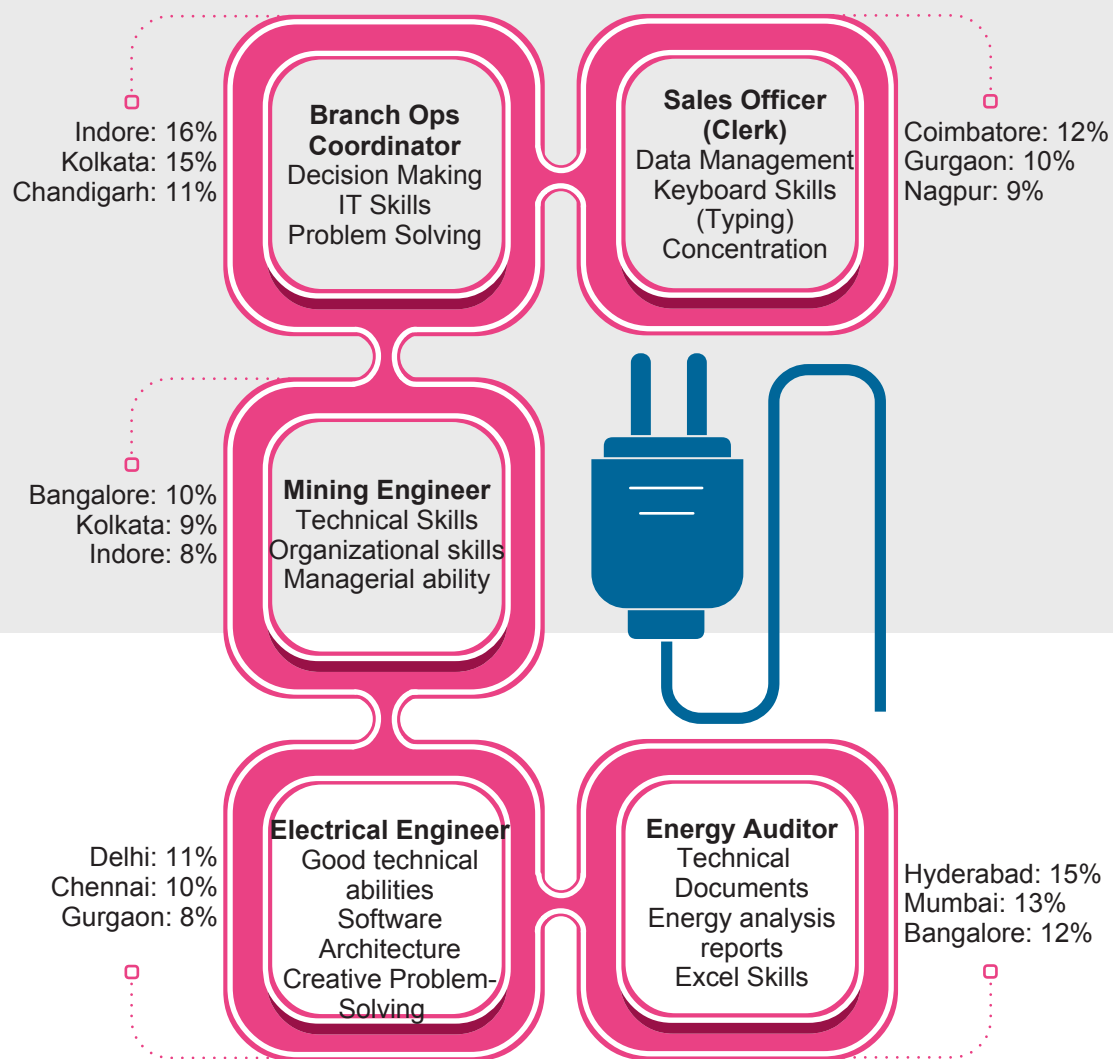 Indore: 16%
Kolkata: 15%
Chandigarh: 11%
Branch Ops
Coordinator
Decision Making
IT Skills
Problem Solving
Sales Officer
(Clerk)
Data Management
Keyboard Skills
(Typing)
Concentration
Coimbatore: 12%
Gurgaon: 10%
Nagpur: 9%
Bangalore: 10%
Kolkata: 9%
Indore: 8%
Mining Engineer
Technical Skills
Organizational skills
Managerial ability
Delhi: 11%
Chennai: 10%
Gurgaon: 8%
Electrical Engineer
Good technical
abilities
Software
Architecture
Creative Problem-
Solving
Energy Auditor
Technical
Documents
Energy analysis
reports
Excel Skills
Hyderabad: 15%
Mumbai: 13%
Bangalore: 12%